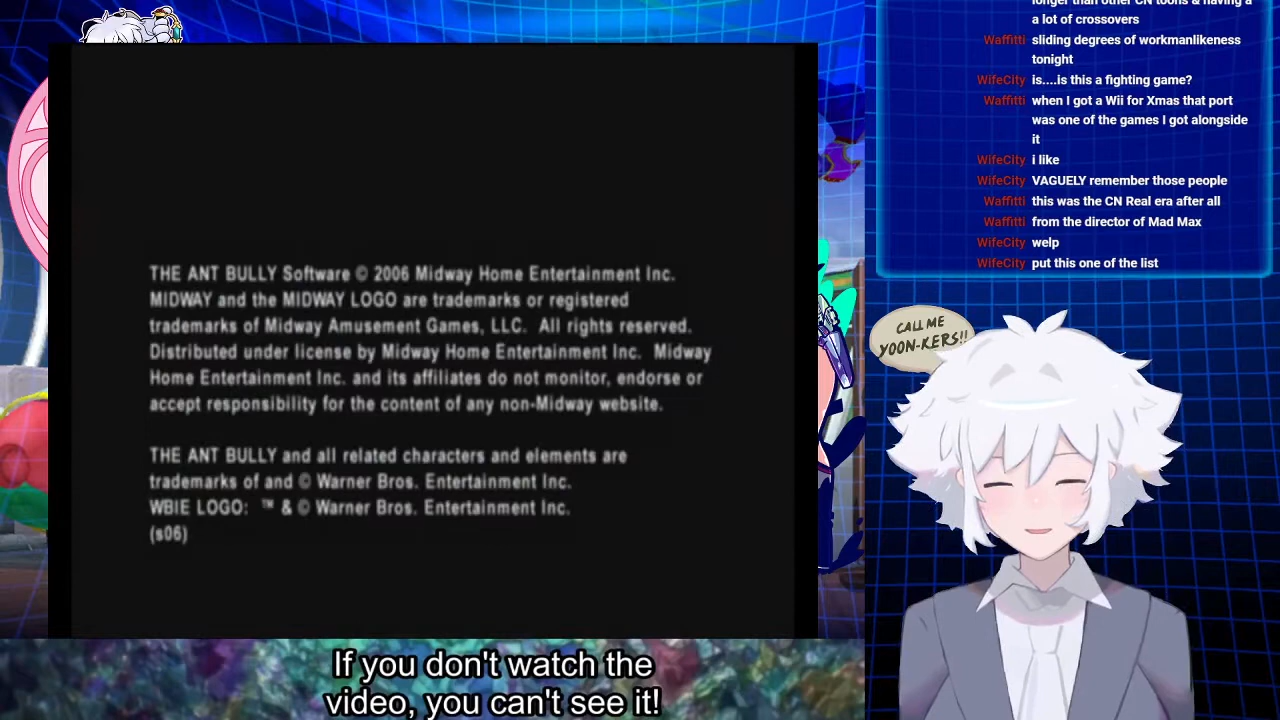 THE ANT BULLY Software © 2006 Midway Home Entertainment Inc.
MIDWAY and the MIDWAY LOGO are trademarks or registered
trademarks of Midway Amusement Games, LLC. All rights reserved.
Distributed under license by Midway Home Entertainment Inc. Midway
Home Entertainment Inc. and its affiliates do not monitor, endorse or
accept responsibility for the content of any non-Midway website.
THE ANT BULLY and all related characters and elements are
trademarks of and © Warner Bros. Entertainment Inc.
WBIE LOGO: ™ & © Warner Bros. Entertainment Inc.
(s06)
If you don't watch the
video, you can't see it!
longer than other CN toons & having a
a lot of crossovers
Waffitti sliding degrees of workmanlikeness
tonight
WifeCity is....is this a fighting game?
Waffitti when I got a Wii for Xmas that port
was one of the games I got alongside
it
WifeCity i like
WifeCity VAGUELY remember those people
Waffitti this was the CN Real era after all
Waffitti from the director of Mad Max
WifeCity welp
WifeCity put this one of the list
CALL ME
YOON-KERS!!